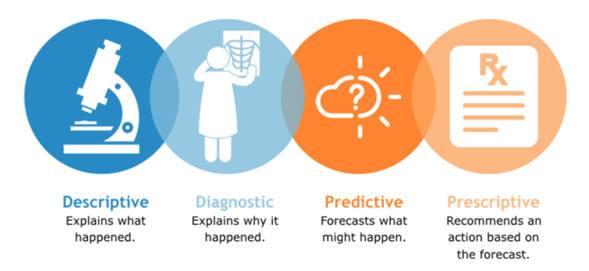 ?
Rx
Descriptive
Explains what
happened.
Diagnostic
Explains why it
happened.
Predictive
Forecasts what
might happen.
Prescriptive
Recommends an
action based on
the forecast.